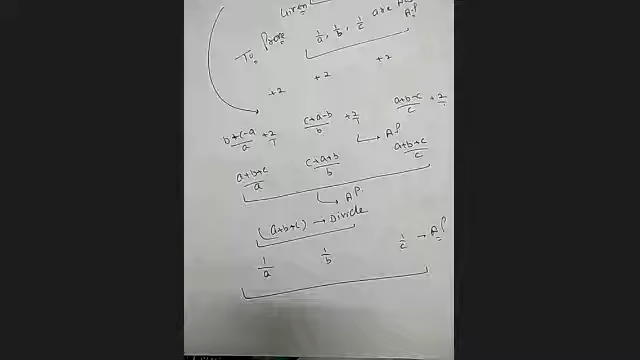 Given
To Prove 1/a, 1/b, 1/c are A.P
+2 +2 +2
b+c-a/a + 2/1 c+a-b/b + 2/1 a+b-c/c + 2/1
→ A.P
a+b+c/a c+a+b/b a+b+c/c
→ A.P.
(a+b+c) → Divide
1/a 1/b 1/c → A.P